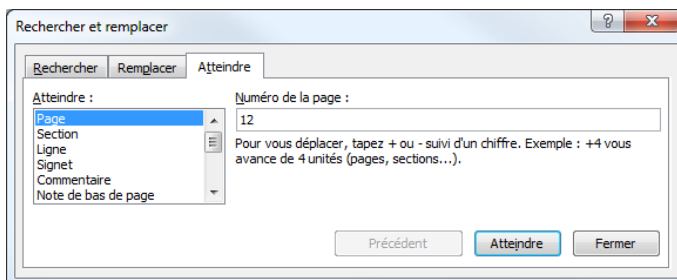 Rechercher et remplacer
Rechercher Remplacer Atteindre
Atteindre : Numéro de la page :
Page 12
Section Pour vous déplacer, tapez + ou - suivi d'un chiffre. Exemple : +4 vous
Ligne avance de 4 unités (pages, sections...).
Signet
Commentaire
Note de bas de page
Précédent Atteindre Fermer